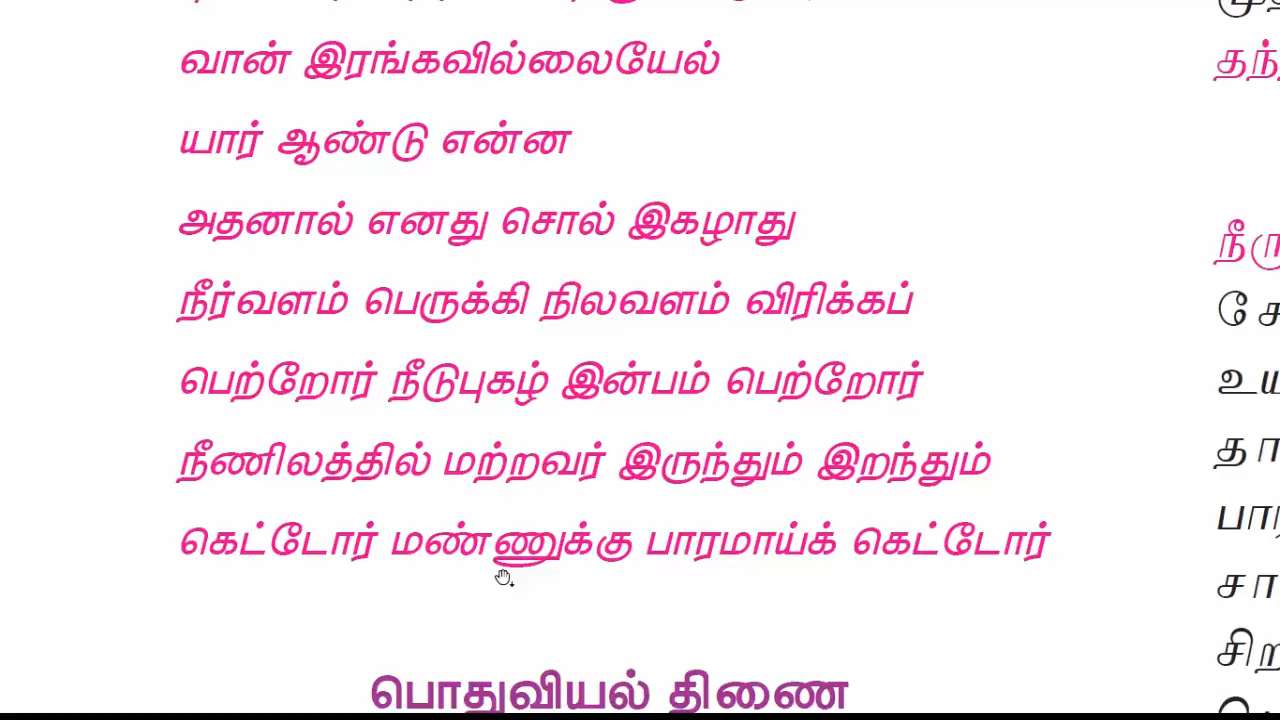 வான் இரங்கவில்லையேல்
யார் ஆண்டு என்ன
அதனால் எனது சொல் இகழாது
நீர்வளம் பெருக்கி நிலவளம் விரிக்கப்
பெற்றோர் நீடுபுகழ் இன்பம் பெற்றோர்
நீணிலத்தில் மற்றவர் இருந்தும் இறந்தும்
கெட்டோர் மண்ணுக்கு பாரமாய்க் கெட்டோர்
பொதுவியல் திணை